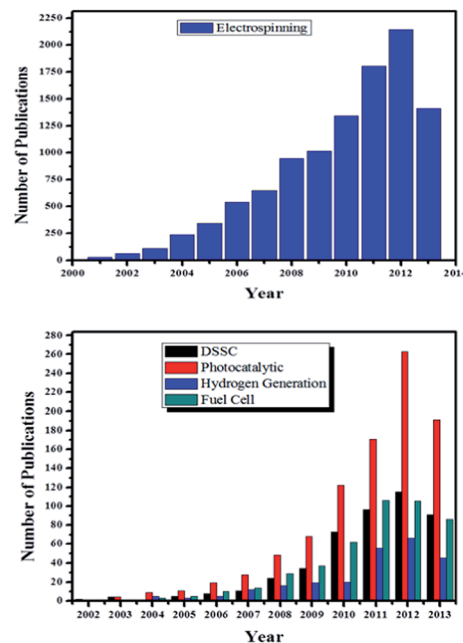 Electrospinning
Number of Publications
2250
2000
1750
1500
1250
1000
750
500
250
0
2000 2002 2004 2006 2008 2010 2012 2014
Year
DSSC
Photocatalytic
Hydrogen Generation
Fuel Cell
Number of Publications
280
260
240
220
200
180
160
140
120
100
80
60
40
20
0
2002 2003 2004 2005 2006 2007 2008 2009 2010 2011 2012 2013
Year